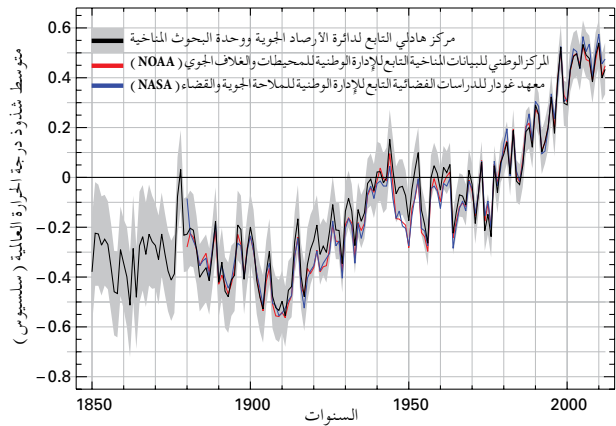 مركز هادلي التابع لدائرة الأرصاد الجوية ووحدة البحوث المناخية
المركز الوطني للبيانات المناخية التابع للإدارة الوطنية للمحيطات والغلاف الجوي (NOAA)
معهد غودار للدراسات الفضائية التابع للإدارة الوطنية للملاحة الجوية والفضاء (NASA)
متوسط شذوذ درجة الحرارة العالمية (سلسيوس)
0.6
0.4
0.2
0
−0.2
−0.4
−0.6
−0.8
1850 1900 1950 2000
السنوات